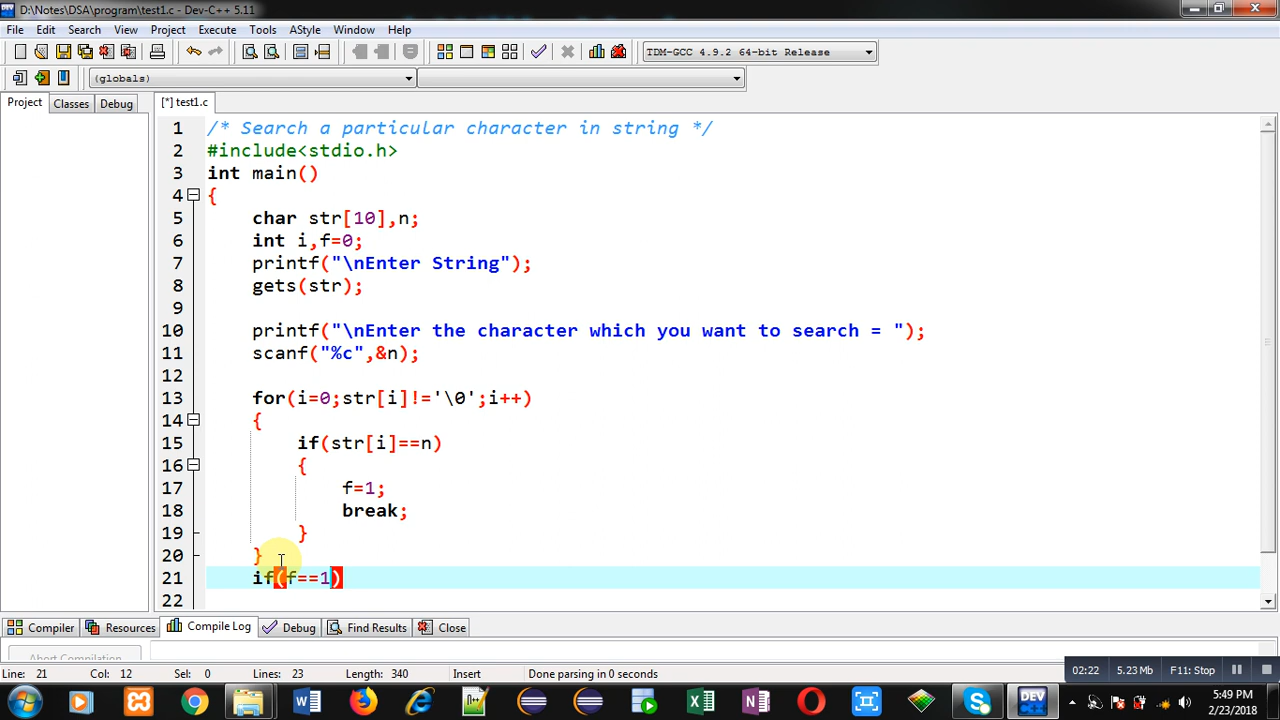 D:\Notes\DSA\program\test1.c - Dev-C++ 5.11
File Edit Search View Project Execute Tools AStyle Window Help
TDM-GCC 4.9.2 64-bit Release
(globals)
Project Classes Debug
[*] test1.c
1 /* Search a particular character in string */
2 #include<stdio.h>
3 int main()
4 {
5 char str[10],n;
6 int i,f=0;
7 printf("\nEnter String");
8 gets(str);
9
10 printf("\nEnter the character which you want to search = ");
11 scanf("%c",&n);
12
13 for(i=0;str[i]!='\0';i++)
14 {
15 if(str[i]==n)
16 {
17 f=1;
18 break;
19 }
20 }
21 if(f==1)
22
Compiler Resources Compile Log Debug Find Results Close
Abort Compilation
Line: 21 Col: 12 Sel: 0 Lines: 23 Length: 340 Insert Done parsing in 0 seconds
02:22 5.23 Mb F11: Stop
5:49 PM
2/23/2018